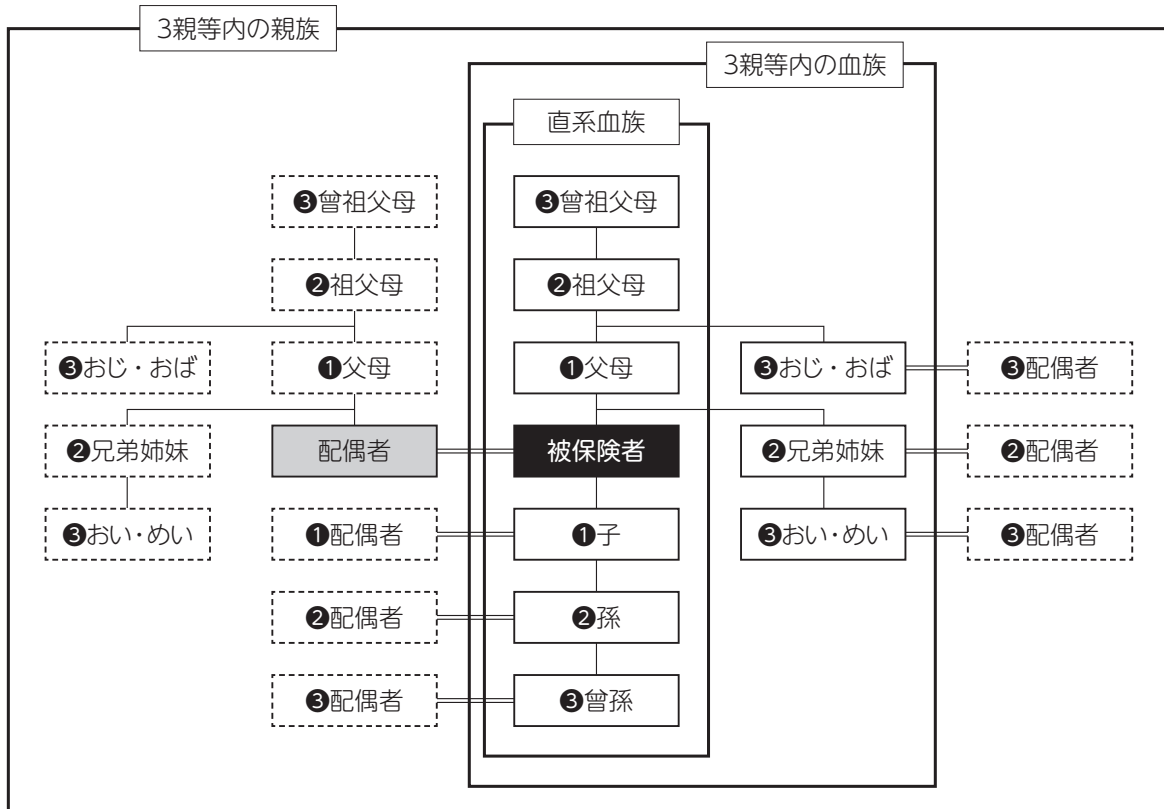 3親等内の親族
3親等内の血族
直系血族
❸曾祖父母
❸曾祖父母
❷祖父母
❷祖父母
❸おじ・おば
❶父母
❶父母
❸おじ・おば
❸配偶者
❷兄弟姉妹
配偶者
被保険者
❷兄弟姉妹
❷配偶者
❸おい・めい
❶配偶者
❶子
❸おい・めい
❸配偶者
❷配偶者
❷孫
❸配偶者
❸曾孫